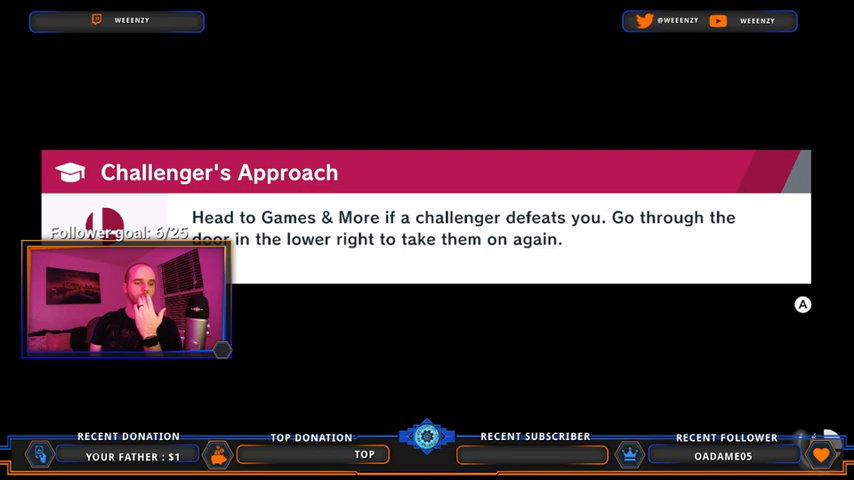 WEEENZY
@WEEENZY
WEEENZY
Challenger's Approach
Head to Games & More if a challenger defeats you. Go through the
door in the lower right to take them on again.
Follower goal: 6/25
A
RECENT DONATION
YOUR FATHER : $1
TOP DONATION
TOP
RECENT SUBSCRIBER
RECENT FOLLOWER
OADAME05